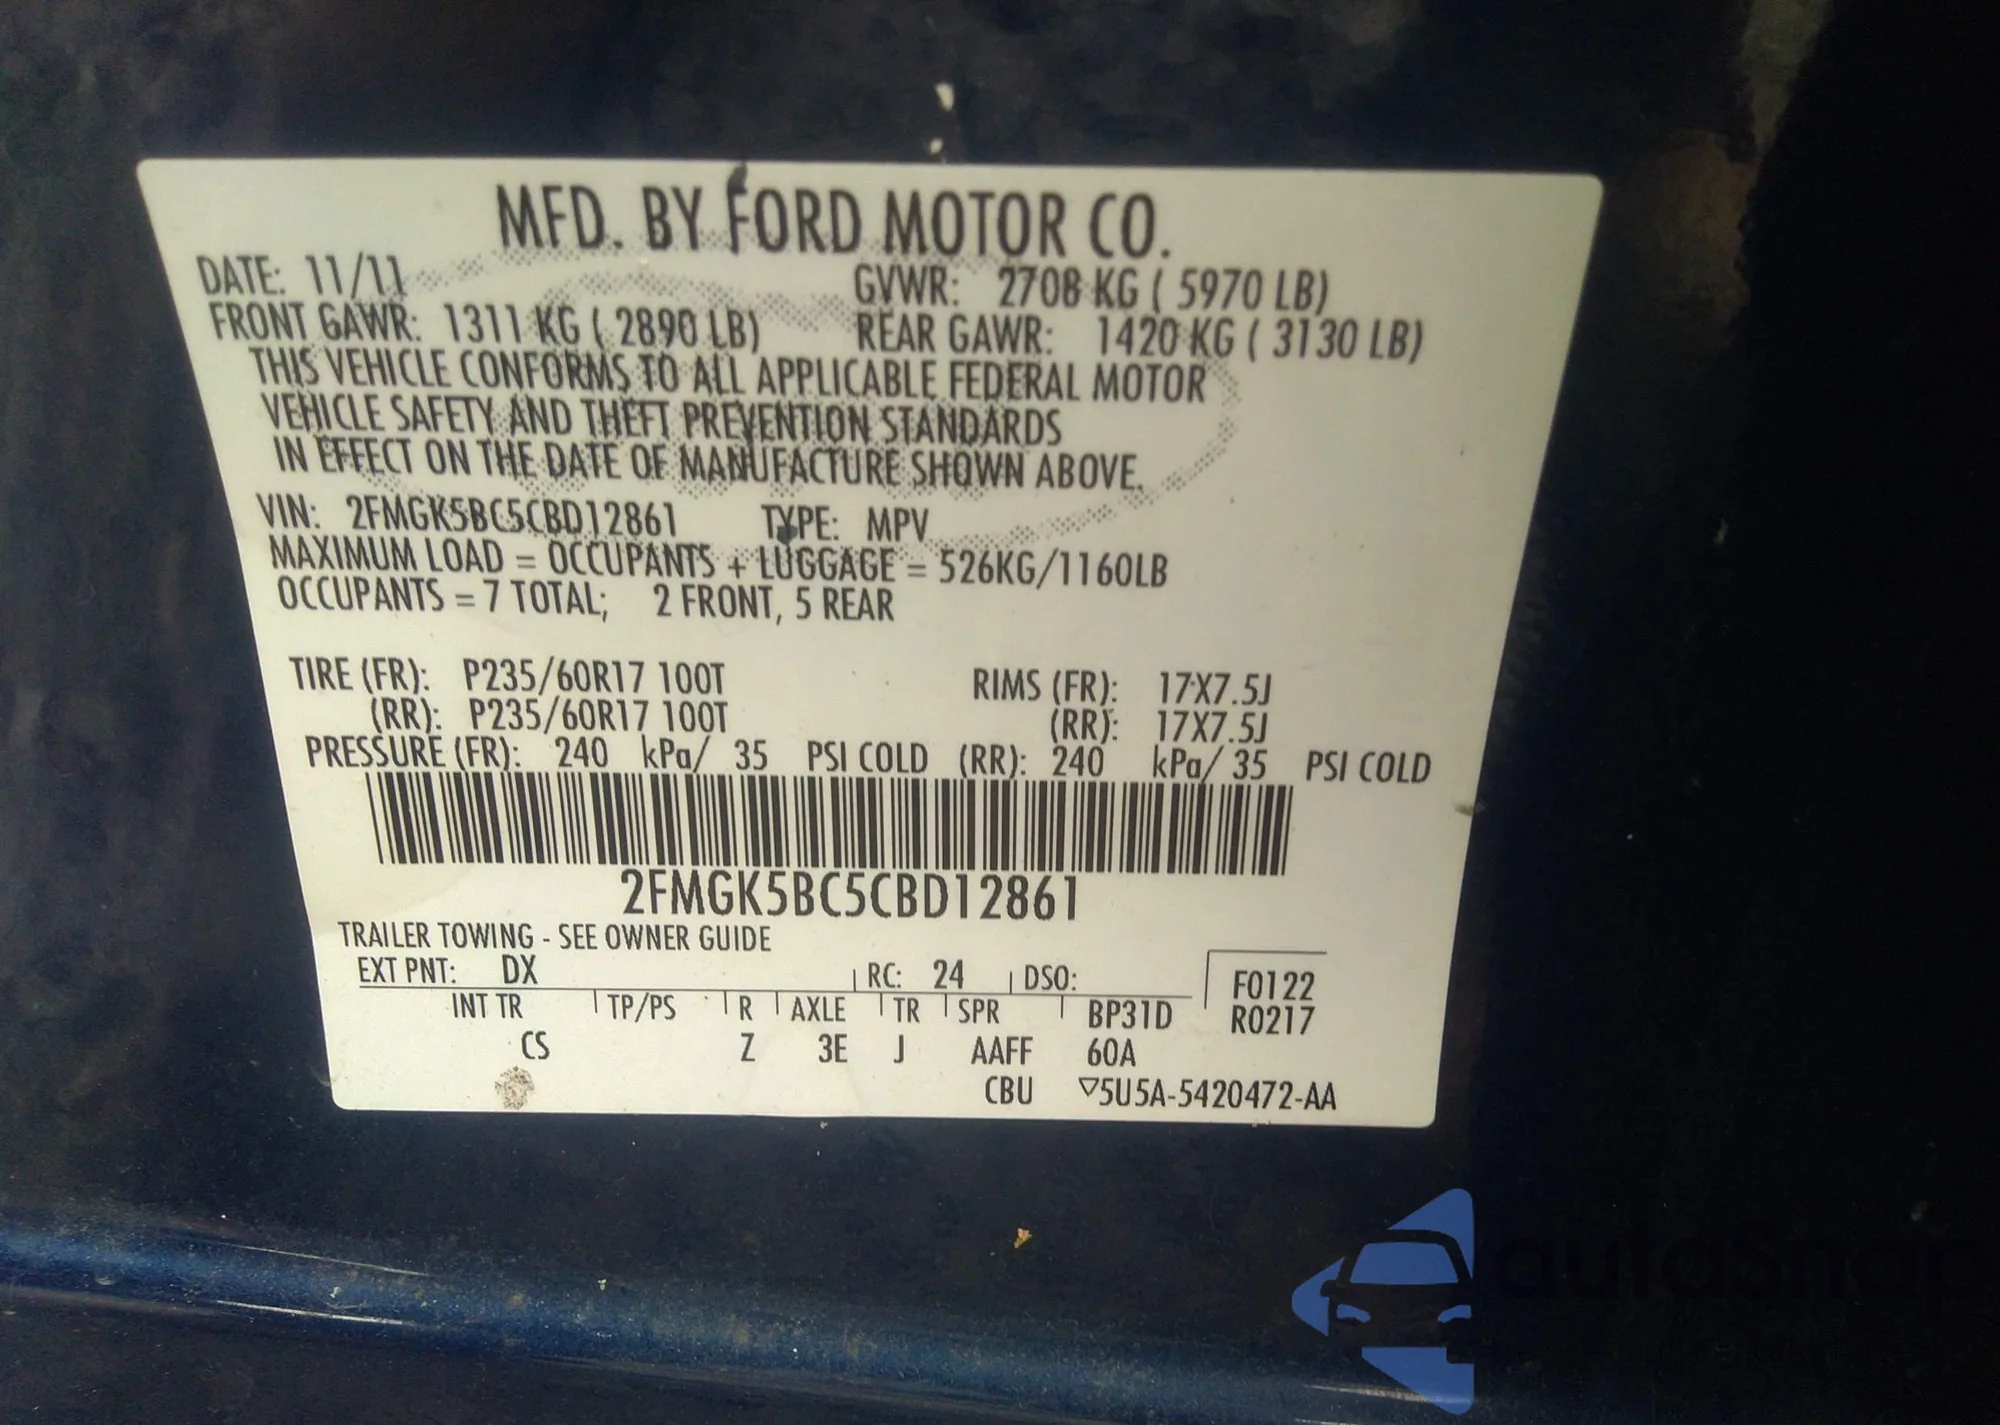 MFD. BY FORD MOTOR CO.
DATE: 11/11 GVWR: 2708 KG ( 5970 LB)
FRONT GAWR: 1311 KG ( 2890 LB) REAR GAWR: 1420 KG ( 3130 LB)
THIS VEHICLE CONFORMS TO ALL APPLICABLE FEDERAL MOTOR
VEHICLE SAFETY AND THEFT PREVENTION STANDARDS
IN EFFECT ON THE DATE OF MANUFACTURE SHOWN ABOVE.
VIN: 2FMGK5BC5CBD12861 TYPE: MPV
MAXIMUM LOAD = OCCUPANTS + LUGGAGE = 526KG/1160LB
OCCUPANTS = 7 TOTAL; 2 FRONT, 5 REAR
TIRE (FR): P235/60R17 100T RIMS (FR): 17X7.5J
(RR): P235/60R17 100T (RR): 17X7.5J
PRESSURE (FR): 240 kPa/ 35 PSI COLD (RR): 240 kPa/ 35 PSI COLD
2FMGK5BC5CBD12861
TRAILER TOWING - SEE OWNER GUIDE
EXT PNT: DX RC: 24 DSO: F0122
INT TR TP/PS R AXLE TR SPR BP31D R0217
CS Z 3E J AAFF 60A
CBU ▽5U5A-5420472-AA